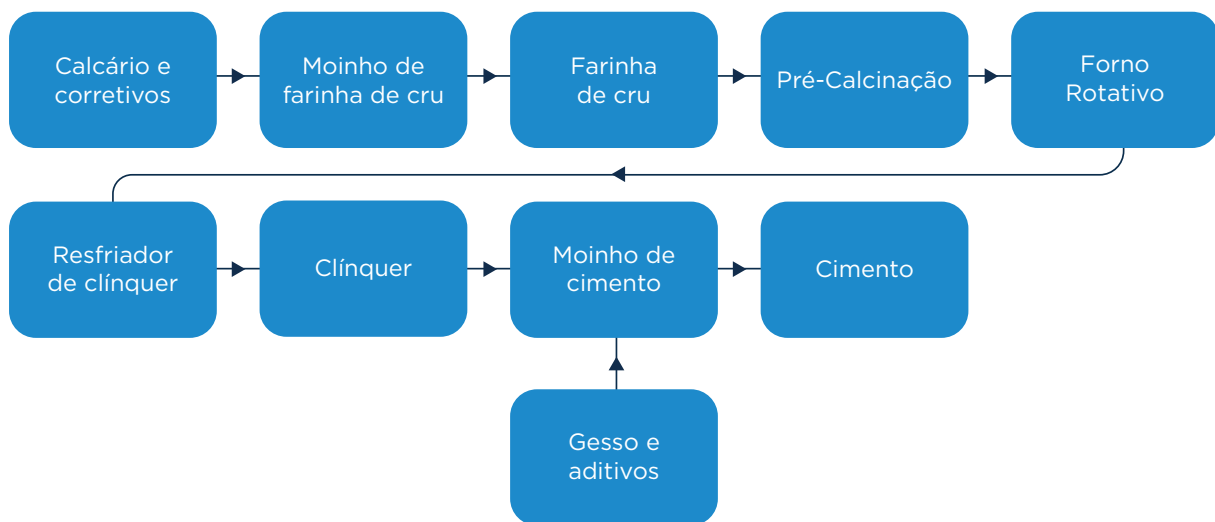 Calcário e
corretivos
Moinho de
farinha de cru
Farinha
de cru
Pré-Calcinação
Forno
Rotativo
Resfriador
de clínquer
Clínquer
Moinho de
cimento
Cimento
Gesso e
aditivos